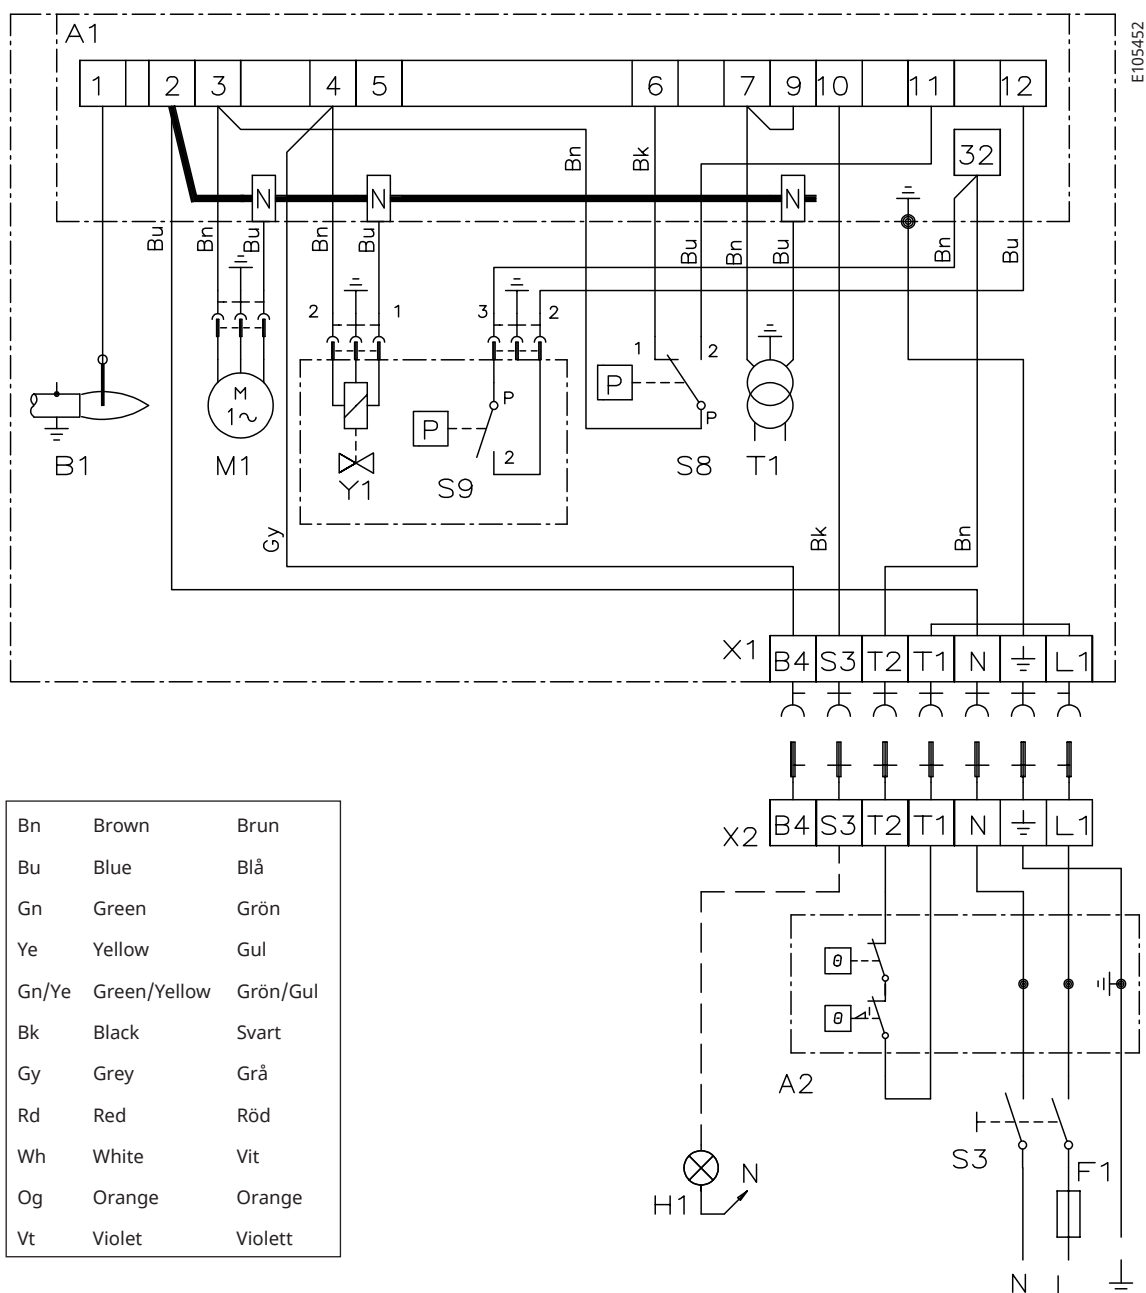 E105452
A1
1 2 3 4 5 6 7 9 10 11 12
32
Bn Bk
N N N
Bu Bn Bu Bn Bu Bu Bn Bu Bn Bu
2 1 3 2
1 2
P P
M
1~
P P
2
B1 M1 Y1 S9 S8 T1
Gy Bk Bn
X1 B4 S3 T2 T1 N L1
X2 B4 S3 T2 T1 N L1
Bn Brown Brun
Bu Blue Blå
Gn Green Grön
Ye Yellow Gul
Gn/Ye Green/Yellow Grön/Gul
Bk Black Svart
Gy Grey Grå
Rd Red Röd
Wh White Vit
Og Orange Orange
Vt Violet Violett
θ
θ
A2
S3 F1
H1 N
N L